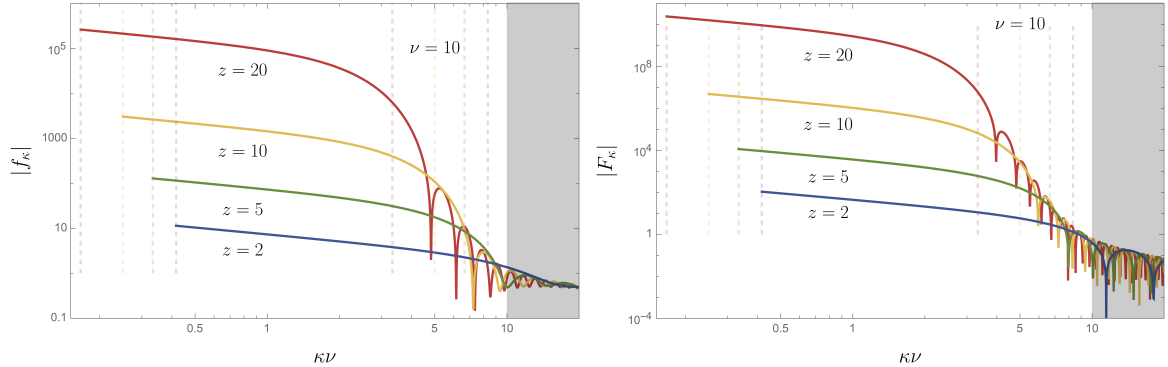 10^5
1000
10
0.1
|f_κ|
ν = 10
z = 20
z = 10
z = 5
z = 2
0.5 1 5 10
κν
10^9
10^4
1
10^-4
|F_κ|
ν = 10
z = 20
z = 10
z = 5
z = 2
0.5 1 5 10
κν